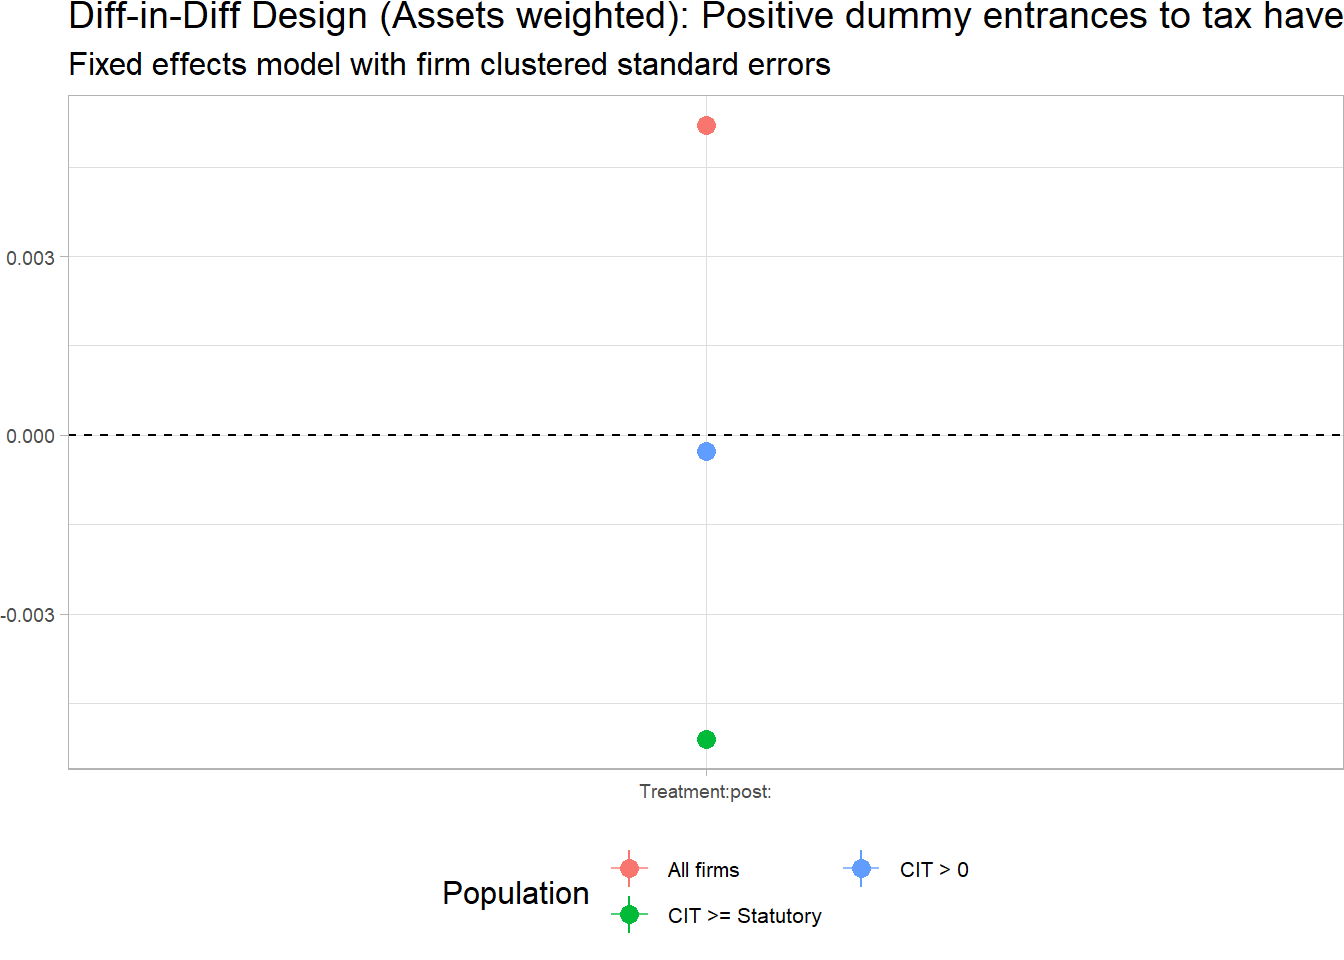 Diff-in-Diff Design (Assets weighted): Positive dummy entrances to tax have
Fixed effects model with firm clustered standard errors
0.003
0.000
-0.003
Treatment:post:
Population
All firms
CIT > 0
CIT >= Statutory